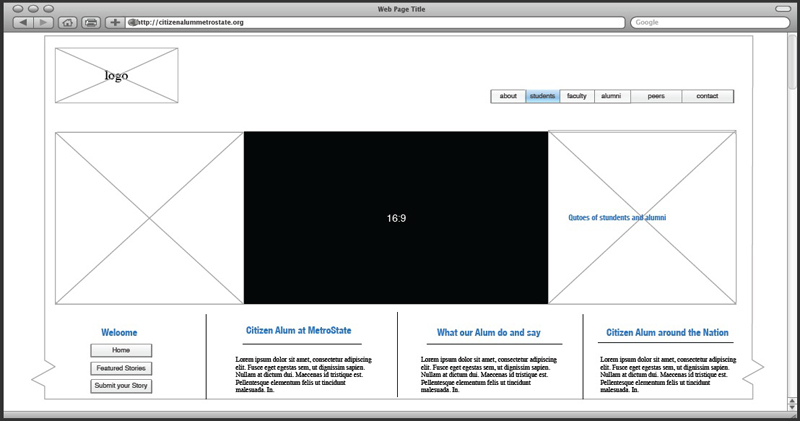 Web Page Title
http://citizenalummetrostate.org
Google
logo
about students faculty alumni peers contact
16:9
Qutoes of stundents and alumni
Welcome
Home
Featured Stories
Submit your Story
Citizen Alum at MetroState
Lorem ipsum dolor sit amet, consectetur adipiscing
elit. Fusce eget egestas sem, ut dignissim sapien.
Nullam at dictum dui. Maecenas id tristique est.
Pellentesque elementum felis ut tincidunt
malesuada. In.
What our Alum do and say
Lorem ipsum dolor sit amet, consectetur adipiscing
elit. Fusce eget egestas sem, ut dignissim sapien.
Nullam at dictum dui. Maecenas id tristique est.
Pellentesque elementum felis ut tincidunt
malesuada. In.
Citizen Alum around the Nation
Lorem ipsum dolor sit amet, consectetur adipiscing
elit. Fusce eget egestas sem, ut dignissim sapien.
Nullam at dictum dui. Maecenas id tristique est.
Pellentesque elementum felis ut tincidunt
malesuada. In.